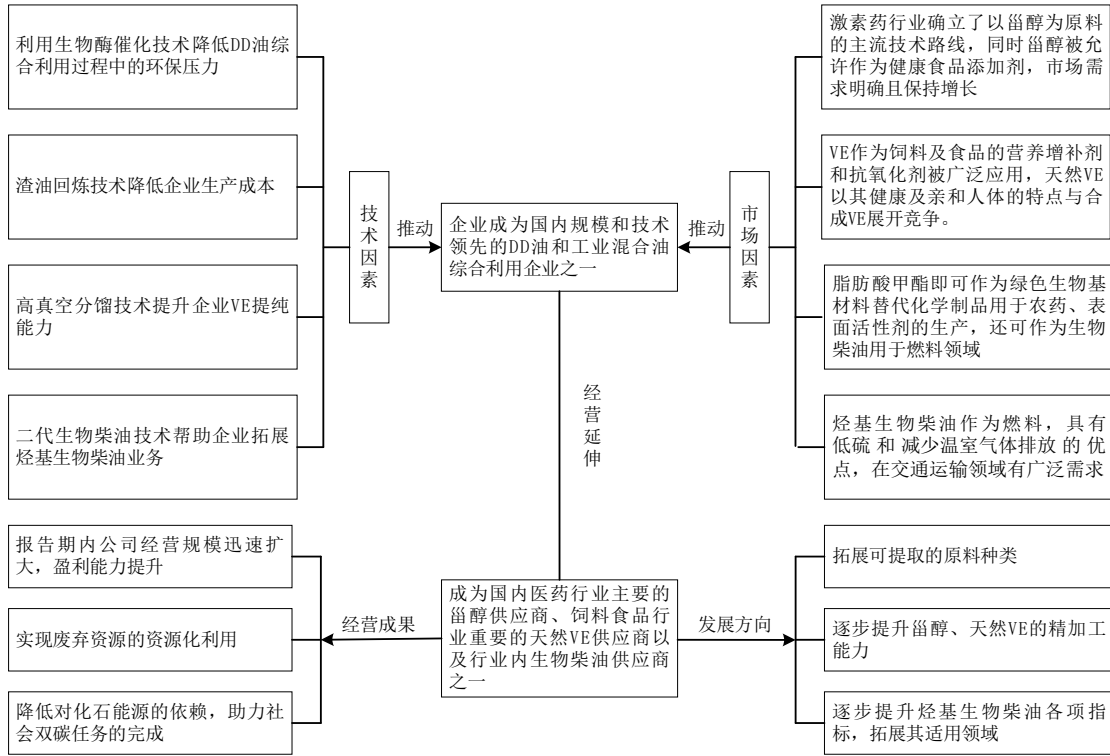 利用生物酶催化技术降低DD油综
合利用过程中的环保压力
渣油回炼技术降低企业生产成本
高真空分馏技术提升企业VE提纯
能力
二代生物柴油技术帮助企业拓展
烃基生物柴油业务
技术因素
推动
企业成为国内规模和技术
领先的DD油和工业混合油
综合利用企业之一
推动
市场因素
激素药行业确立了以甾醇为原料
的主流技术路线，同时甾醇被允
许作为健康食品添加剂，市场需
求明确且保持增长
VE作为饲料及食品的营养增补剂
和抗氧化剂被广泛应用，天然VE
以其健康及亲和人体的特点与合
成VE展开竞争。
脂肪酸甲酯即可作为绿色生物基
材料替代化学制品用于农药、表
面活性剂的生产，还可作为生物
柴油用于燃料领域
烃基生物柴油作为燃料，具有
低硫 和 减少温室气体排放 的 优
点，在交通运输领域有广泛需求
经营延伸
报告期内公司经营规模迅速扩
大，盈利能力提升
实现废弃资源的资源化利用
降低对化石能源的依赖，助力社
会双碳任务的完成
经营成果
成为国内医药行业主要的
甾醇供应商、饲料食品行
业重要的天然VE供应商以
及行业内生物柴油供应商
之一
发展方向
拓展可提取的原料种类
逐步提升甾醇、天然VE的精加工
能力
逐步提升烃基生物柴油各项指
标，拓展其适用领域